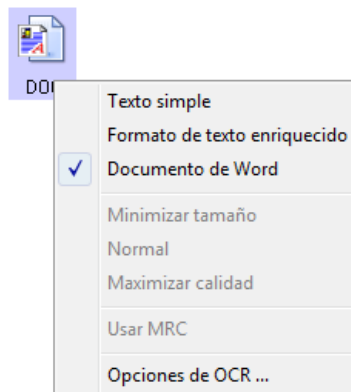 Texto simple
Formato de texto enriquecido
Documento de Word
Minimizar tamaño
Normal
Maximizar calidad
Usar MRC
Opciones de OCR ...